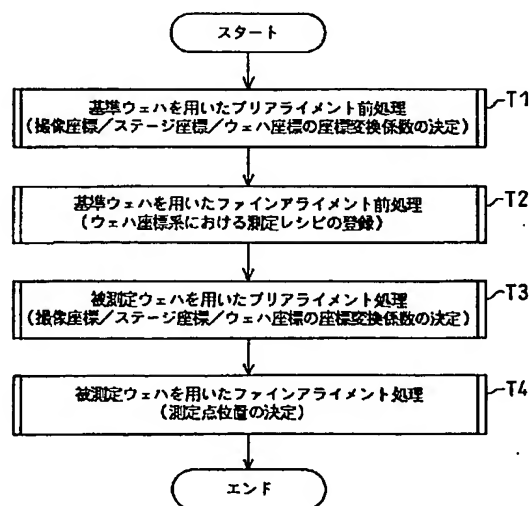 スタート
T1
基準ウェハを用いたプリアライメント前処理
(撮像座標/ステージ座標/ウェハ座標の座標変換係数の決定)
T2
基準ウェハを用いたファインアライメント前処理
(ウェハ座標系における測定レシピの登録)
T3
被測定ウェハを用いたプリアライメント処理
(撮像座標/ステージ座標/ウェハ座標の座標変換係数の決定)
T4
被測定ウェハを用いたファインアライメント処理
(測定点位置の決定)
エンド